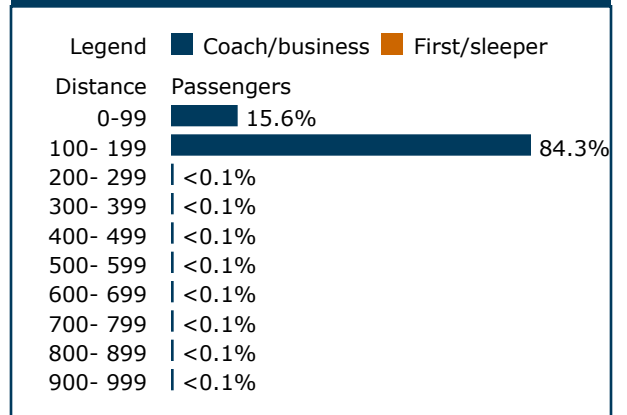 Legend Coach/business First/sleeper
Distance Passengers
0-99 15.6%
100- 199 84.3%
200- 299 <0.1%
300- 399 <0.1%
400- 499 <0.1%
500- 599 <0.1%
600- 699 <0.1%
700- 799 <0.1%
800- 899 <0.1%
900- 999 <0.1%